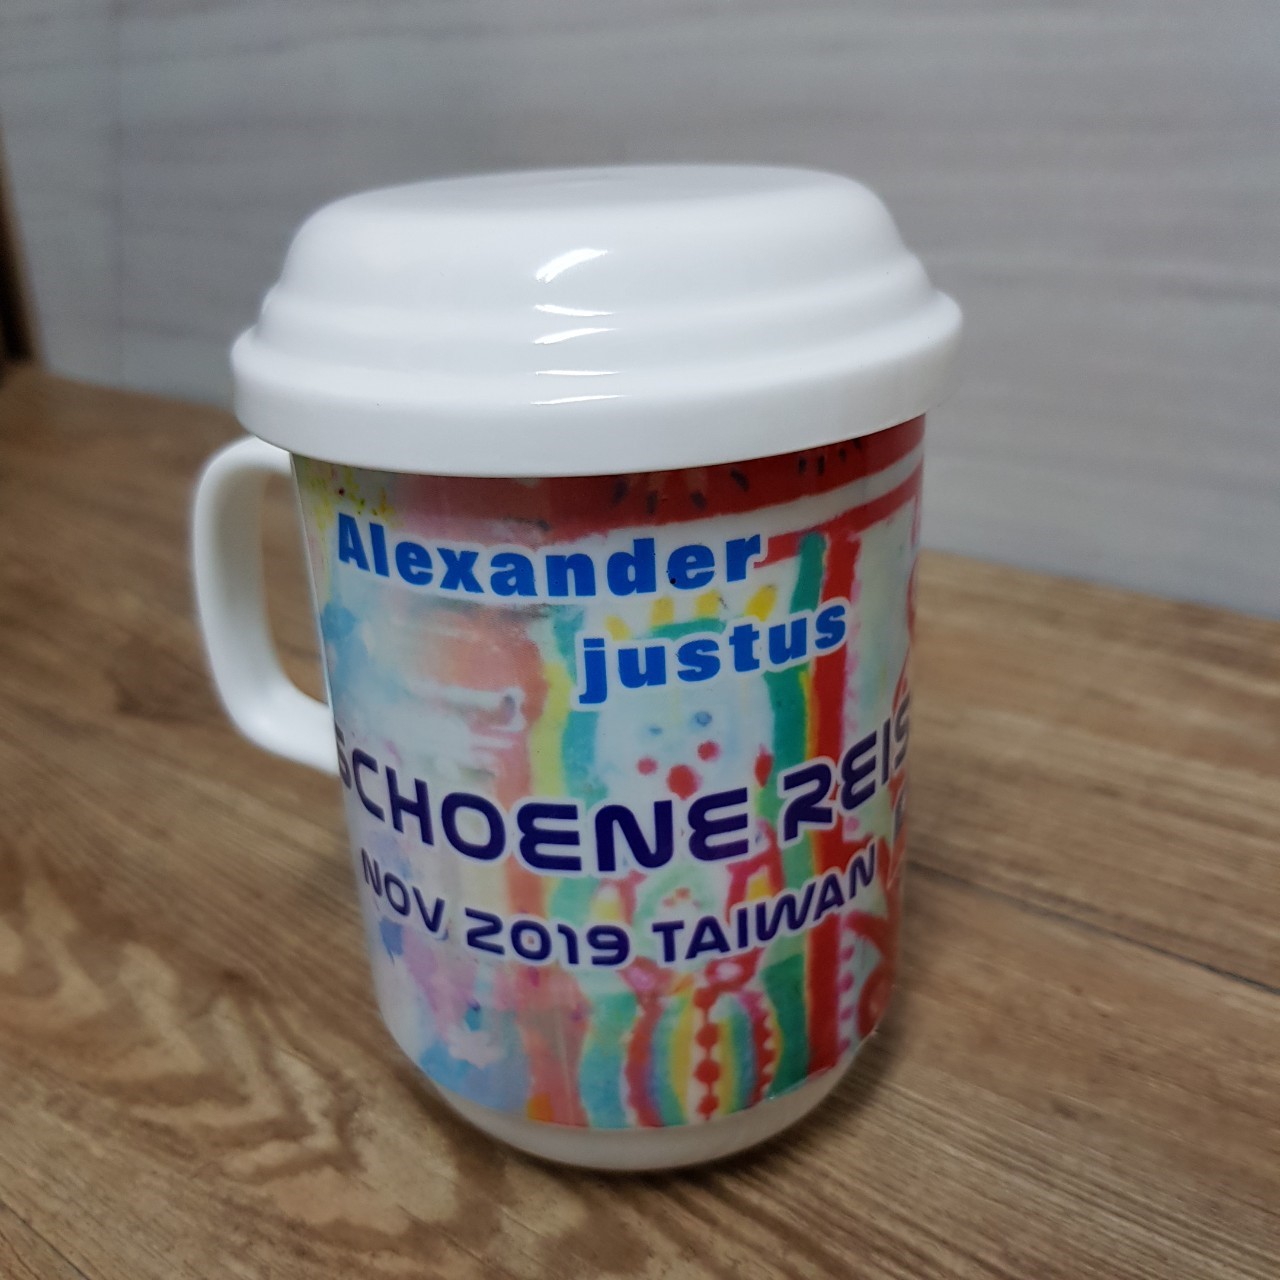 Alexander
justus
SCHOENE REIS
NOV 2019 TAIWAN